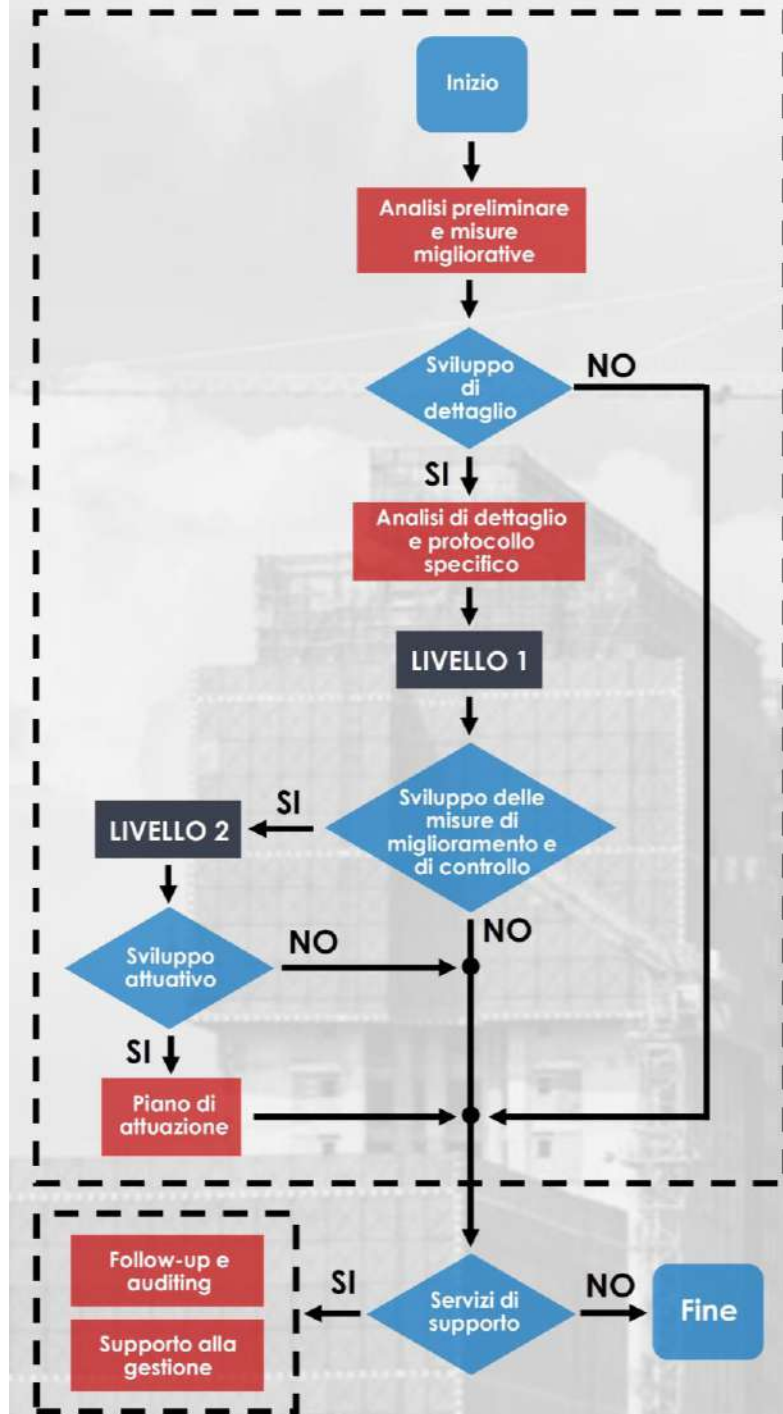 Inizio
Analisi preliminare
e misure
migliorative
Sviluppo
di
dettaglio
NO
SI
Analisi di dettaglio
e protocollo
specifico
LIVELLO 1
Sviluppo delle
misure di
miglioramento e
di controllo
SI
LIVELLO 2
NO
Sviluppo
attuativo
NO
SI
Piano di
attuazione
Servizi di
supporto
SI
NO
Follow-up e
auditing
Supporto alla
gestione
Fine